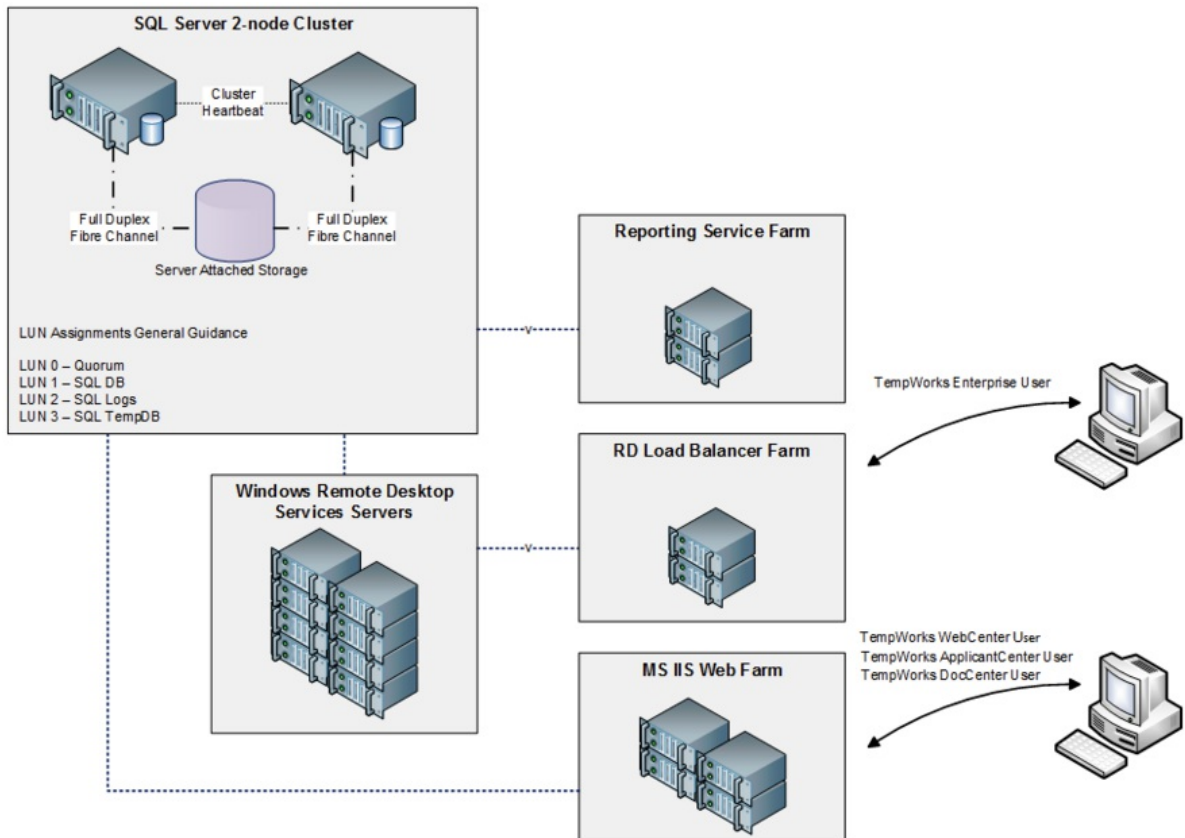 SQL Server 2-node Cluster
Cluster
Heartbeat
Full Duplex
Fibre Channel
Full Duplex
Fibre Channel
Server Attached Storage
LUN Assignments General Guidance
LUN 0 – Quorum
LUN 1 – SQL DB
LUN 2 – SQL Logs
LUN 3 – SQL TempDB
Reporting Service Farm
v
TempWorks Enterprise User
RD Load Balancer Farm
Windows Remote Desktop
Services Servers
v
TempWorks WebCenter User
TempWorks ApplicantCenter User
TempWorks DocCenter User
MS IIS Web Farm